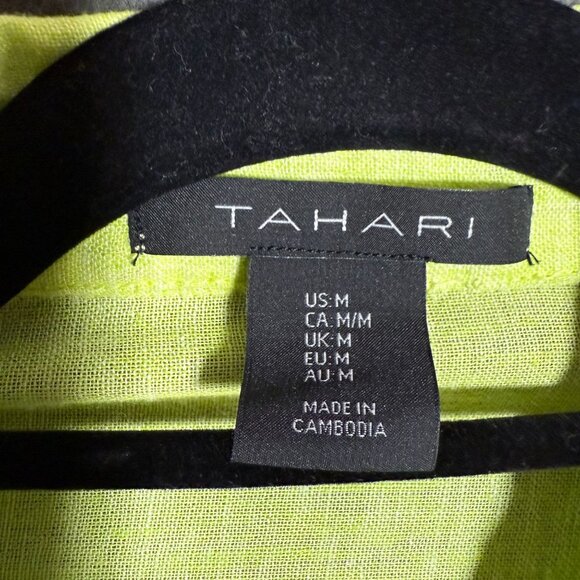 TAHARI
US: M
CA: M/M
UK: M
EU: M
AU: M
MADE IN
CAMBODIA